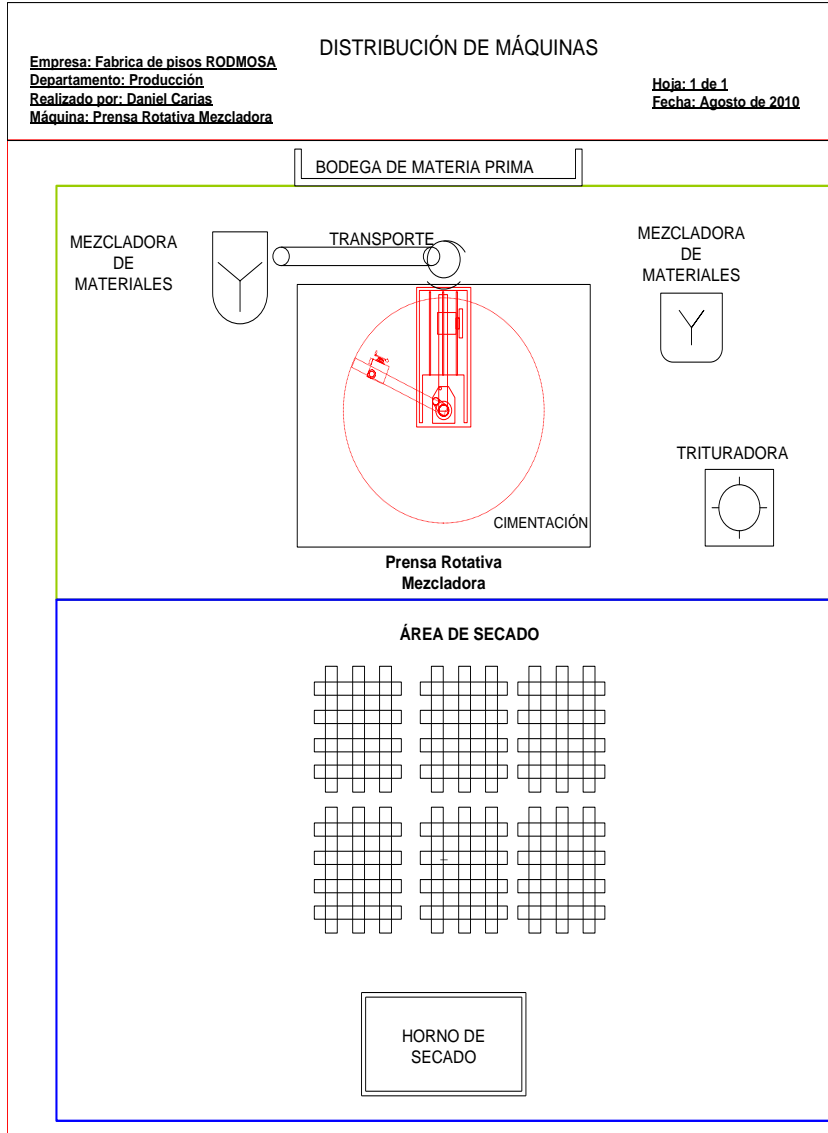 DISTRIBUCIÓN DE MÁQUINAS
Empresa: Fabrica de pisos RODMOSA
Departamento: Producción
Realizado por: Daniel Carias
Máquina: Prensa Rotativa Mezcladora
Hoja: 1 de 1
Fecha: Agosto de 2010
BODEGA DE MATERIA PRIMA
MEZCLADORA
DE
MATERIALES
TRANSPORTE
MEZCLADORA
DE
MATERIALES
TRITURADORA
CIMENTACIÓN
Prensa Rotativa
Mezcladora
ÁREA DE SECADO
HORNO DE
SECADO